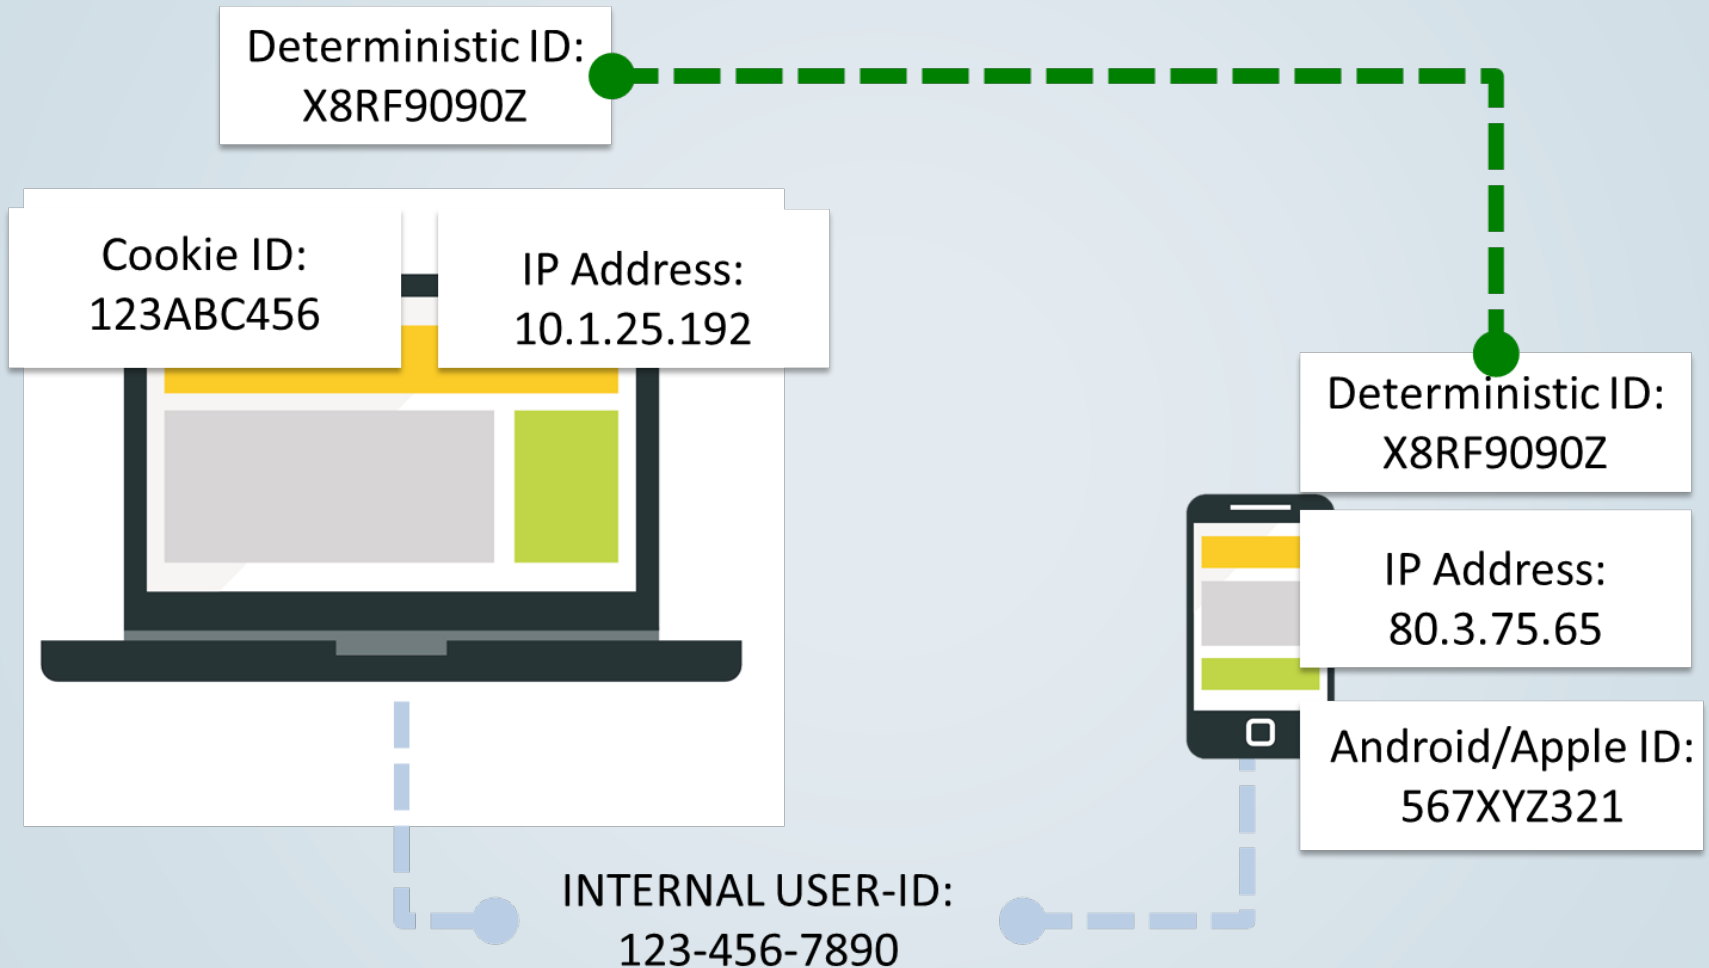 Deterministic ID:
X8RF9090Z
Cookie ID:
123ABC456
IP Address:
10.1.25.192
Deterministic ID:
X8RF9090Z
IP Address:
80.3.75.65
Android/Apple ID:
567XYZ321
INTERNAL USER-ID:
123-456-7890